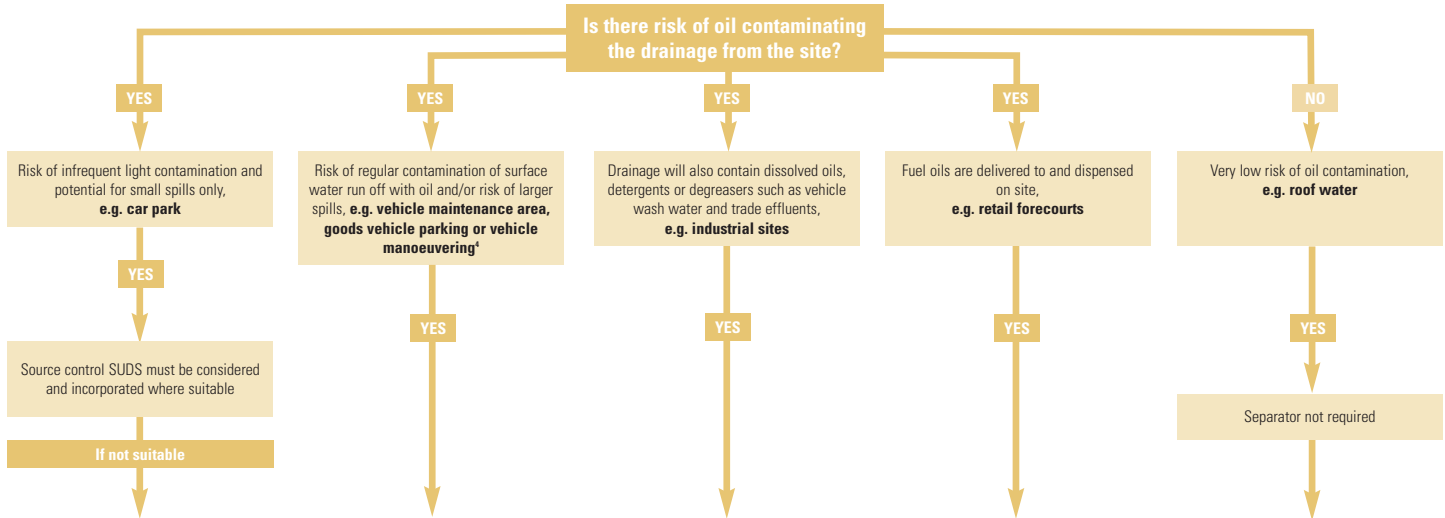 Is there risk of oil contaminating
the drainage from the site?
YES
YES
YES
YES
NO
Risk of infrequent light contamination and
potential for small spills only,
e.g. car park
Risk of regular contamination of surface
water run off with oil and/or risk of larger
spills, e.g. vehicle maintenance area,
goods vehicle parking or vehicle
manoeuvering⁴
Drainage will also contain dissolved oils,
detergents or degreasers such as vehicle
wash water and trade effluents,
e.g. industrial sites
Fuel oils are delivered to and dispensed
on site,
e.g. retail forecourts
Very low risk of oil contamination,
e.g. roof water
YES
YES
YES
YES
YES
Source control SUDS must be considered
and incorporated where suitable
Separator not required
If not suitable